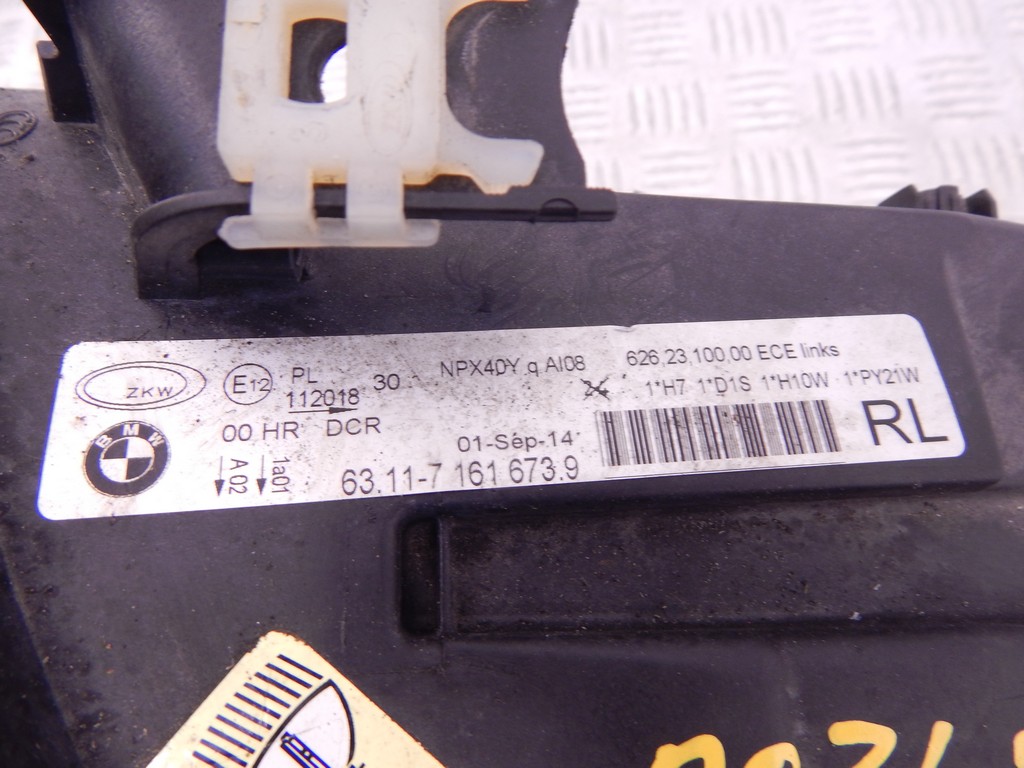 ZKW
E12
PL
112018
30
NPX4DY q AI08
626.23.100.00 ECE links
1*H7 1*D1S 1*H10W 1*PY21W
BMW
00 HR DCR
01-Sep-14
RL
A 02
1a01
63.11-7 161 673.9